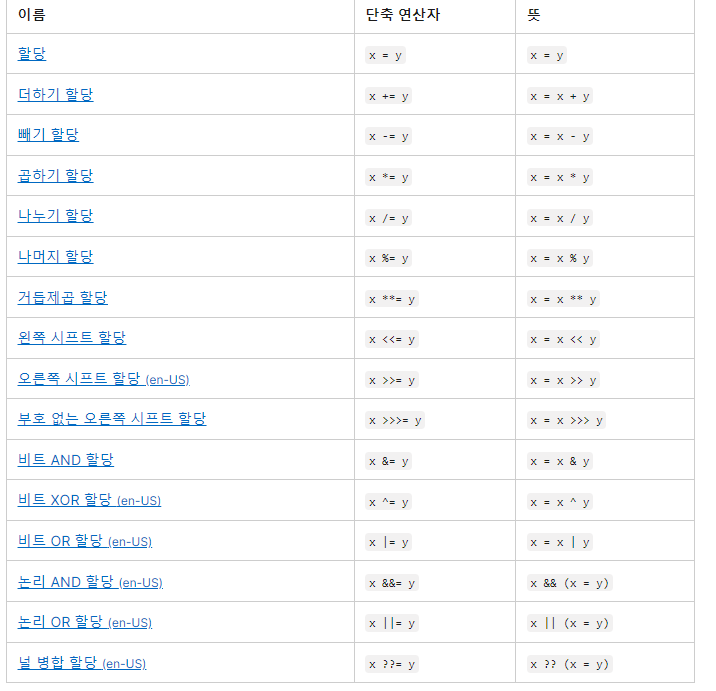 이름 단축 연산자 뜻
할당 x = y x = y
더하기 할당 x += y x = x + y
빼기 할당 x -= y x = x - y
곱하기 할당 x *= y x = x * y
나누기 할당 x /= y x = x / y
나머지 할당 x %= y x = x % y
거듭제곱 할당 x **= y x = x ** y
왼쪽 시프트 할당 x <<= y x = x << y
오른쪽 시프트 할당 (en-US) x >>= y x = x >> y
부호 없는 오른쪽 시프트 할당 x >>>= y x = x >>> y
비트 AND 할당 x &= y x = x & y
비트 XOR 할당 (en-US) x ^= y x = x ^ y
비트 OR 할당 (en-US) x |= y x = x | y
논리 AND 할당 (en-US) x &&= y x && (x = y)
논리 OR 할당 (en-US) x ||= y x || (x = y)
널 병합 할당 (en-US) x ??= y x ?? (x = y)